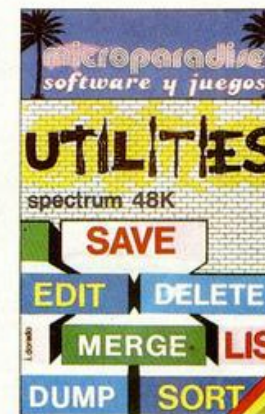 microparadise
software y juegos
UTILITIES
spectrum 48K
SAVE
EDIT DELETE
MERGE LIS
DUMP SORT